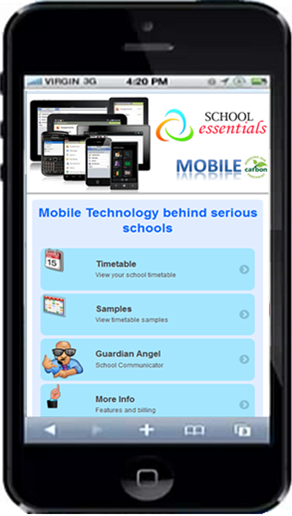 VIRGIN 3G 4:20 PM
SCHOOL
essentials
MOBILE
carbon
Mobile Technology behind serious
schools
15
Timetable
View your school timetable
Samples
View timetable samples
Guardian Angel
School Communicator
More Info
Features and billing